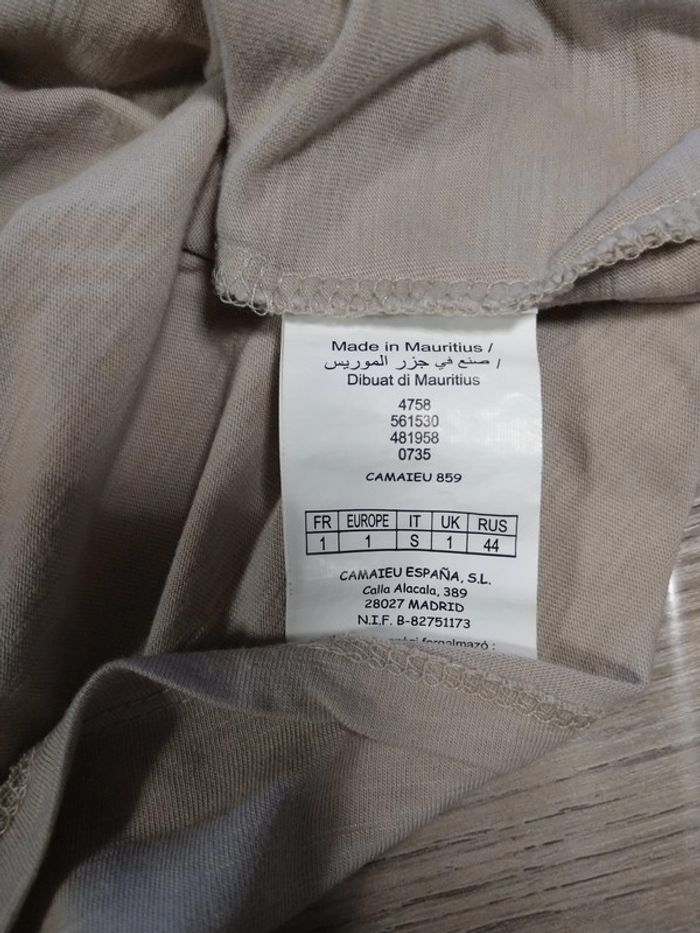 Made in Mauritius /
صنع في جزر الموريس /
Dibuat di Mauritius
4758
561530
481958
0735
CAMAIEU 859
FR EUROPE IT UK RUS
1 1 S 1 44
CAMAIEU ESPAÑA, S.L.
Calla Alacala, 389
28027 MADRID
N.I.F. B-82751173
forgalmazó :